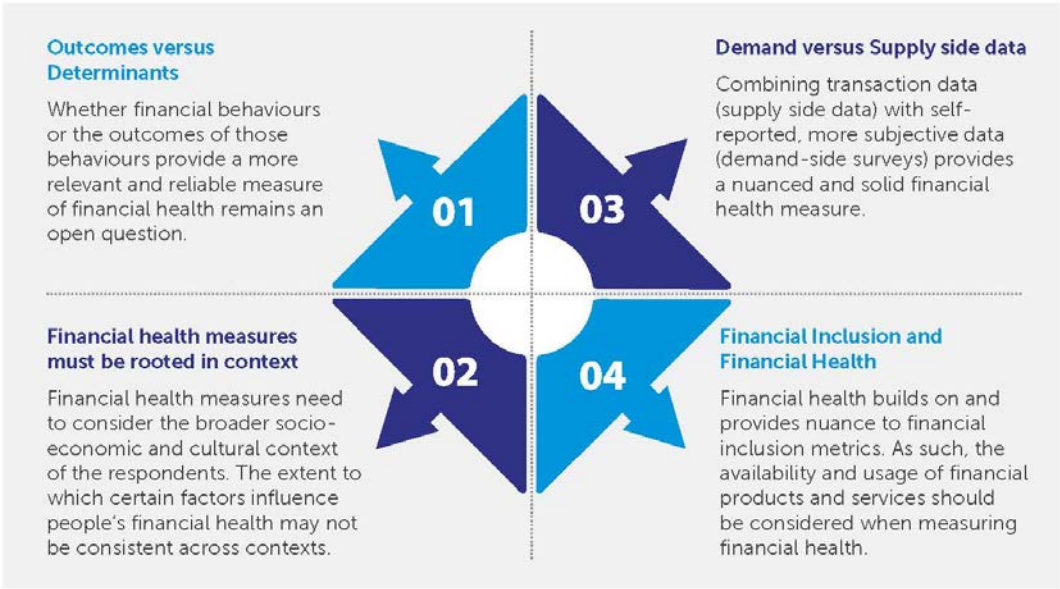 Outcomes versus
Determinants
Whether financial behaviours
or the outcomes of those
behaviours provide a more
relevant and reliable measure
of financial health remains an
open question.
01
Financial health measures
must be rooted in context
Financial health measures need
to consider the broader socio-
economic and cultural context
of the respondents. The extent to
which certain factors influence
people's financial health may not
be consistent across contexts.
02
Demand versus Supply side data
Combining transaction data
(supply side data) with self-
reported, more subjective data
(demand-side surveys) provides
a nuanced and solid financial
health measure.
03
Financial Inclusion and
Financial Health
Financial health builds on and
provides nuance to financial
inclusion metrics. As such, the
availability and usage of financial
products and services should
be considered when measuring
financial health.
04